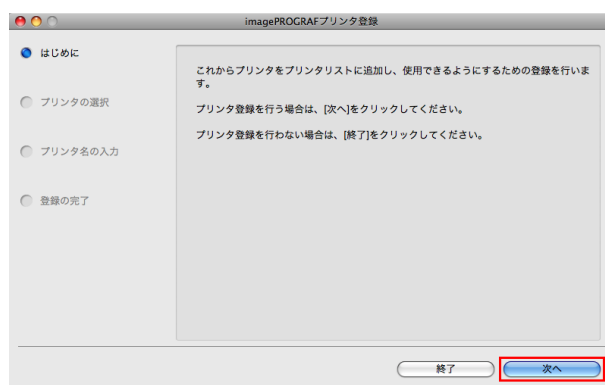 imagePROGRAFプリンタ登録
はじめに
プリンタの選択
プリンタ名の入力
登録の完了
これからプリンタをプリンタリストに追加し、使用できるようにするための登録を行いま
す。
プリンタ登録を行う場合は、[次へ]をクリックしてください。
プリンタ登録を行わない場合は、[終了]をクリックしてください。
終了
次へ